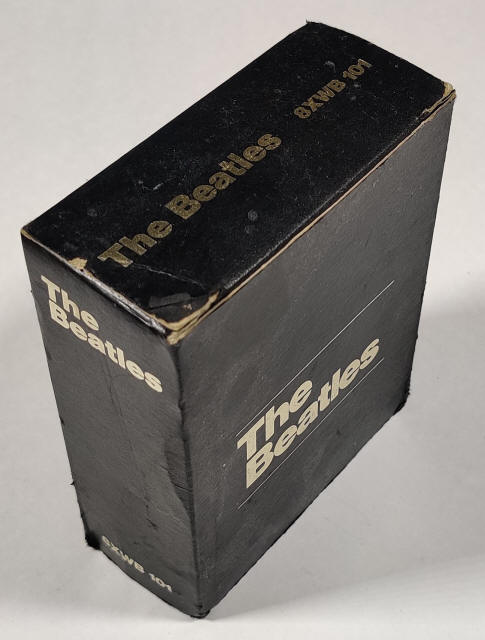 The Beatles 8XWB 101
The
Beatles
8XWB 101
The
Beatles